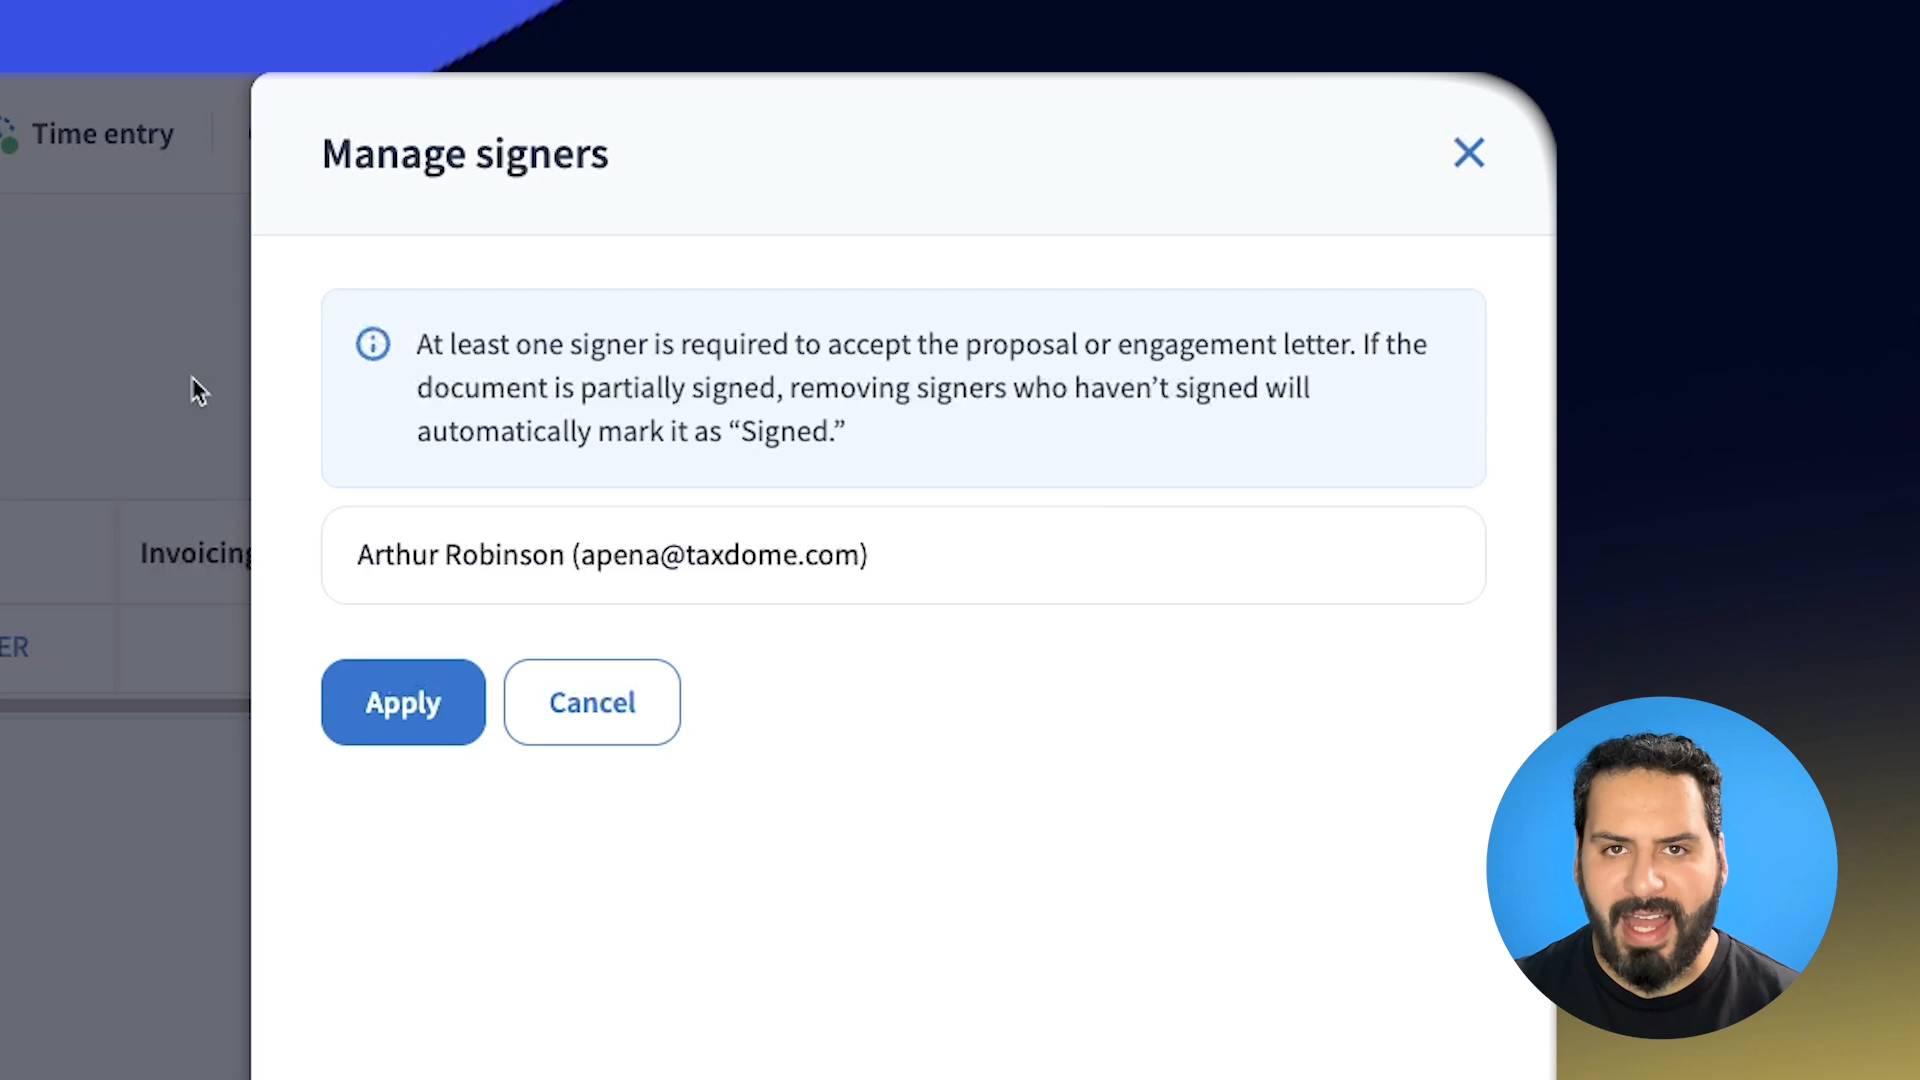 Time entry
Manage signers
At least one signer is required to accept the proposal or engagement letter. If the
document is partially signed, removing signers who haven’t signed will
automatically mark it as “Signed.”
Invoicing
Arthur Robinson (apena@taxdome.com)
ER
Apply
Cancel